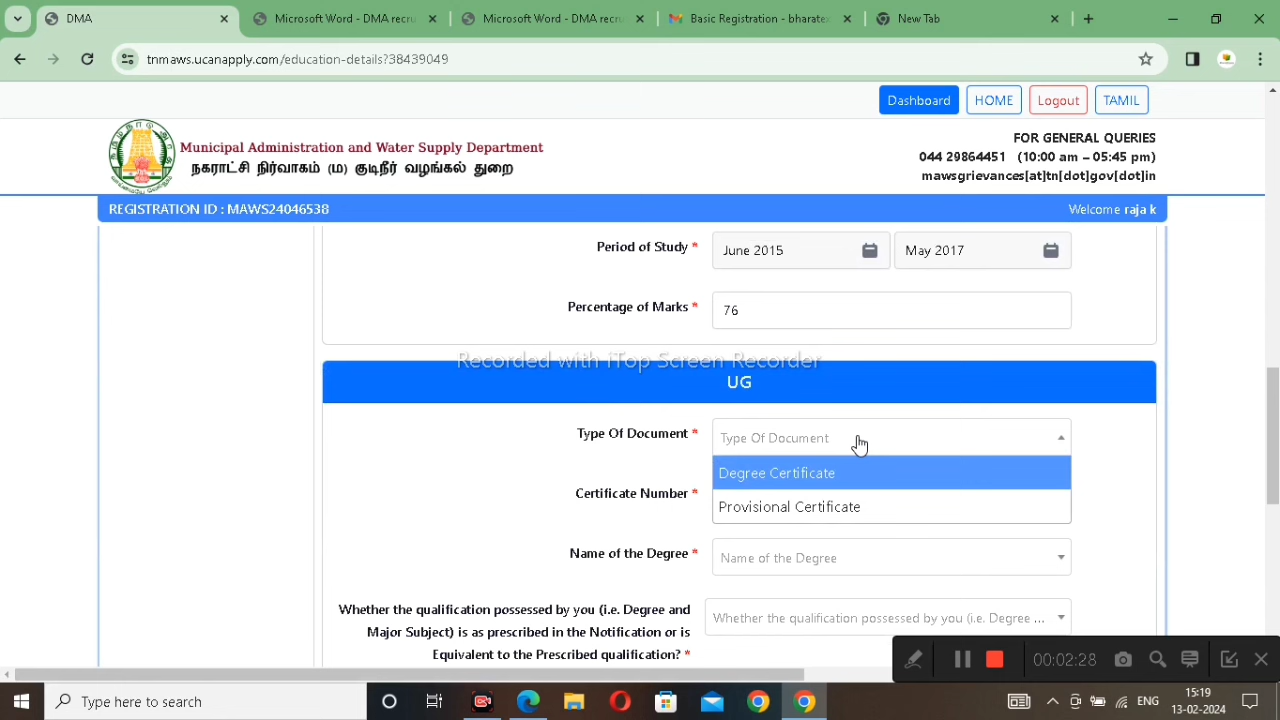 DMA
Microsoft Word - DMA recru
Microsoft Word - DMA recru
Basic Registration - bharatex
New Tab
tnmaws.ucanapply.com/education-details?38439049
Dashboard HOME Logout TAMIL
Municipal Administration and Water Supply Department
நகராட்சி நிர்வாகம் (ம) குடிநீர் வழங்கல் துறை
FOR GENERAL QUERIES
044 29864451 (10:00 am – 05:45 pm)
mawsgrievances[at]tn[dot]gov[dot]in
REGISTRATION ID : MAWS24046538
Welcome raja k
Period of Study * June 2015 May 2017
Percentage of Marks * 76
Recorded with iTop Screen Recorder
UG
Type Of Document * Type Of Document
Degree Certificate
Certificate Number *
Provisional Certificate
Name of the Degree * Name of the Degree
Whether the qualification possessed by you (i.e. Degree and
Major Subject) is as prescribed in the Notification or is
Equivalent to the Prescribed qualification? *
Whether the qualification possessed by you (i.e. Degree ...
00:02:28
Type here to search
ENG
15:19
13-02-2024